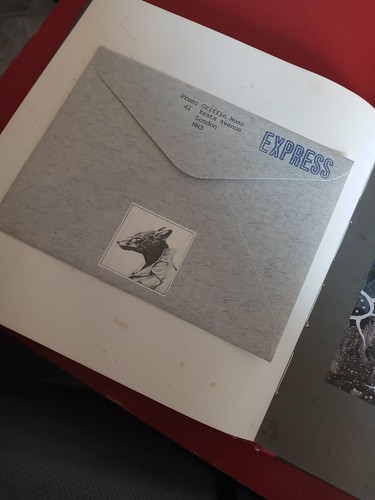 From: Griffin Moss
41 Yeats Avenue
London
NW3
EXPRESS